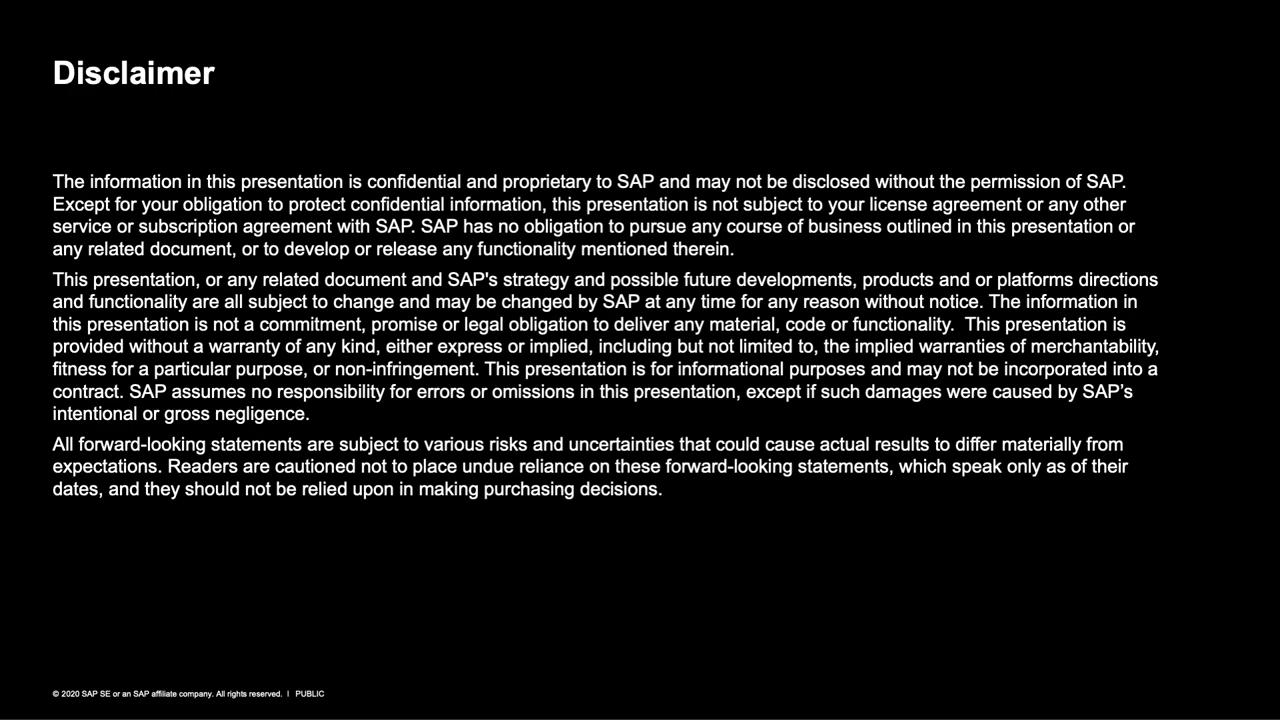 Disclaimer
The information in this presentation is confidential and proprietary to SAP and may not be disclosed without the permission of SAP.
Except for your obligation to protect confidential information, this presentation is not subject to your license agreement or any other
service or subscription agreement with SAP. SAP has no obligation to pursue any course of business outlined in this presentation or
any related document, or to develop or release any functionality mentioned therein.
This presentation, or any related document and SAP's strategy and possible future developments, products and or platforms directions
and functionality are all subject to change and may be changed by SAP at any time for any reason without notice. The information in
this presentation is not a commitment, promise or legal obligation to deliver any material, code or functionality.  This presentation is
provided without a warranty of any kind, either express or implied, including but not limited to, the implied warranties of merchantability,
fitness for a particular purpose, or non-infringement. This presentation is for informational purposes and may not be incorporated into a
contract. SAP assumes no responsibility for errors or omissions in this presentation, except if such damages were caused by SAP’s
intentional or gross negligence.
All forward-looking statements are subject to various risks and uncertainties that could cause actual results to differ materially from
expectations. Readers are cautioned not to place undue reliance on these forward-looking statements, which speak only as of their
dates, and they should not be relied upon in making purchasing decisions.
© 2020 SAP SE or an SAP affiliate company. All rights reserved. | PUBLIC